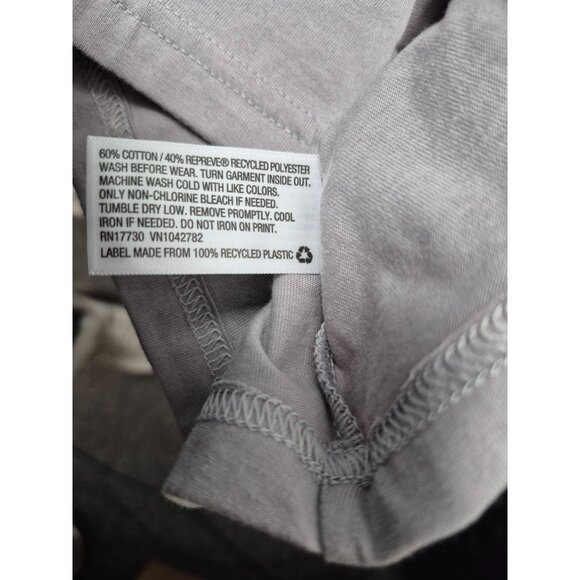 60% COTTON / 40% REPREVE® RECYCLED POLYESTER
WASH BEFORE WEAR. TURN GARMENT INSIDE OUT.
MACHINE WASH COLD WITH LIKE COLORS.
ONLY NON-CHLORINE BLEACH IF NEEDED.
TUMBLE DRY LOW. REMOVE PROMPTLY. COOL
IRON IF NEEDED. DO NOT IRON ON PRINT.
RN17730 VN1042782
LABEL MADE FROM 100% RECYCLED PLASTIC